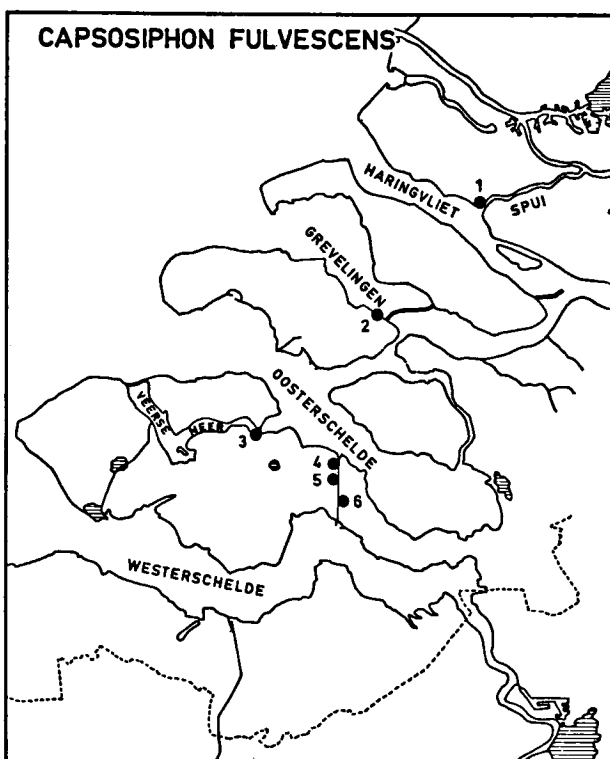 CAPSOSIPHON FULVESCENS
HARINGVLIET
1
SPUI
GREVELINGEN
2
OOSTERSCHELDE
VEERSE
MEER
3
4
5
6
WESTERSCHELDE